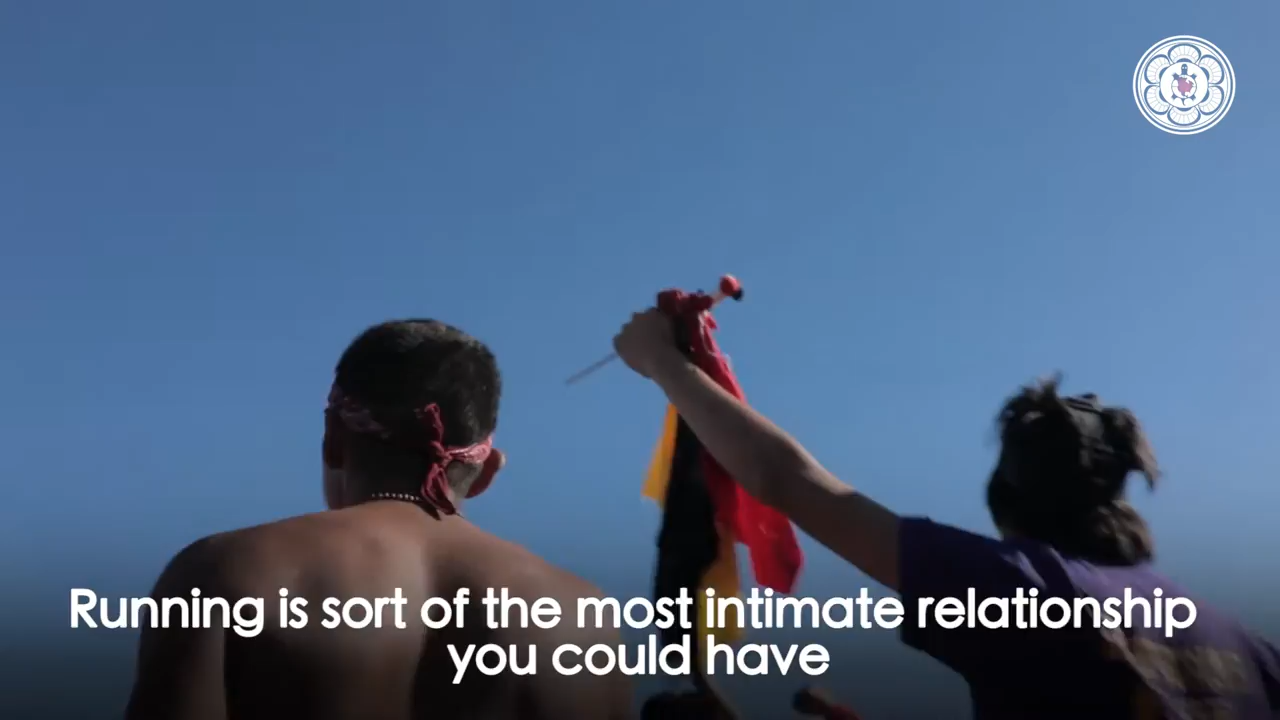 Running is sort of the most intimate relationship
you could have